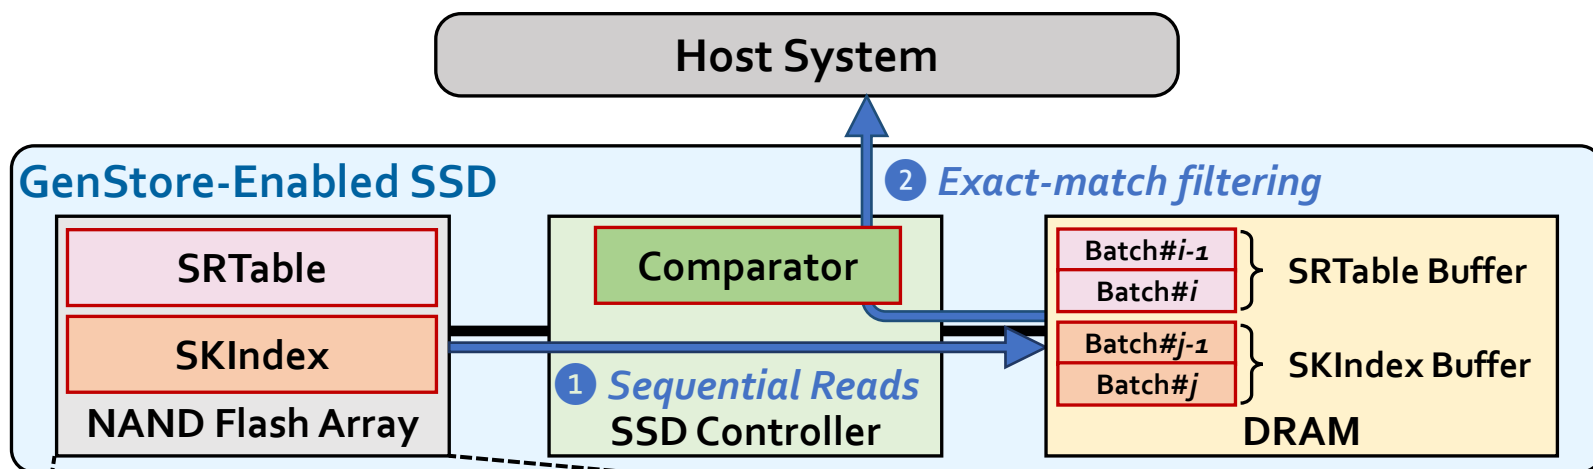 Host System
GenStore-Enabled SSD
2 Exact-match filtering
SRTable
SKIndex
NAND Flash Array
Comparator
1 Sequential Reads
SSD Controller
Batch#i-1
Batch#i
SRTable Buffer
Batch#j-1
Batch#j
SKIndex Buffer
DRAM